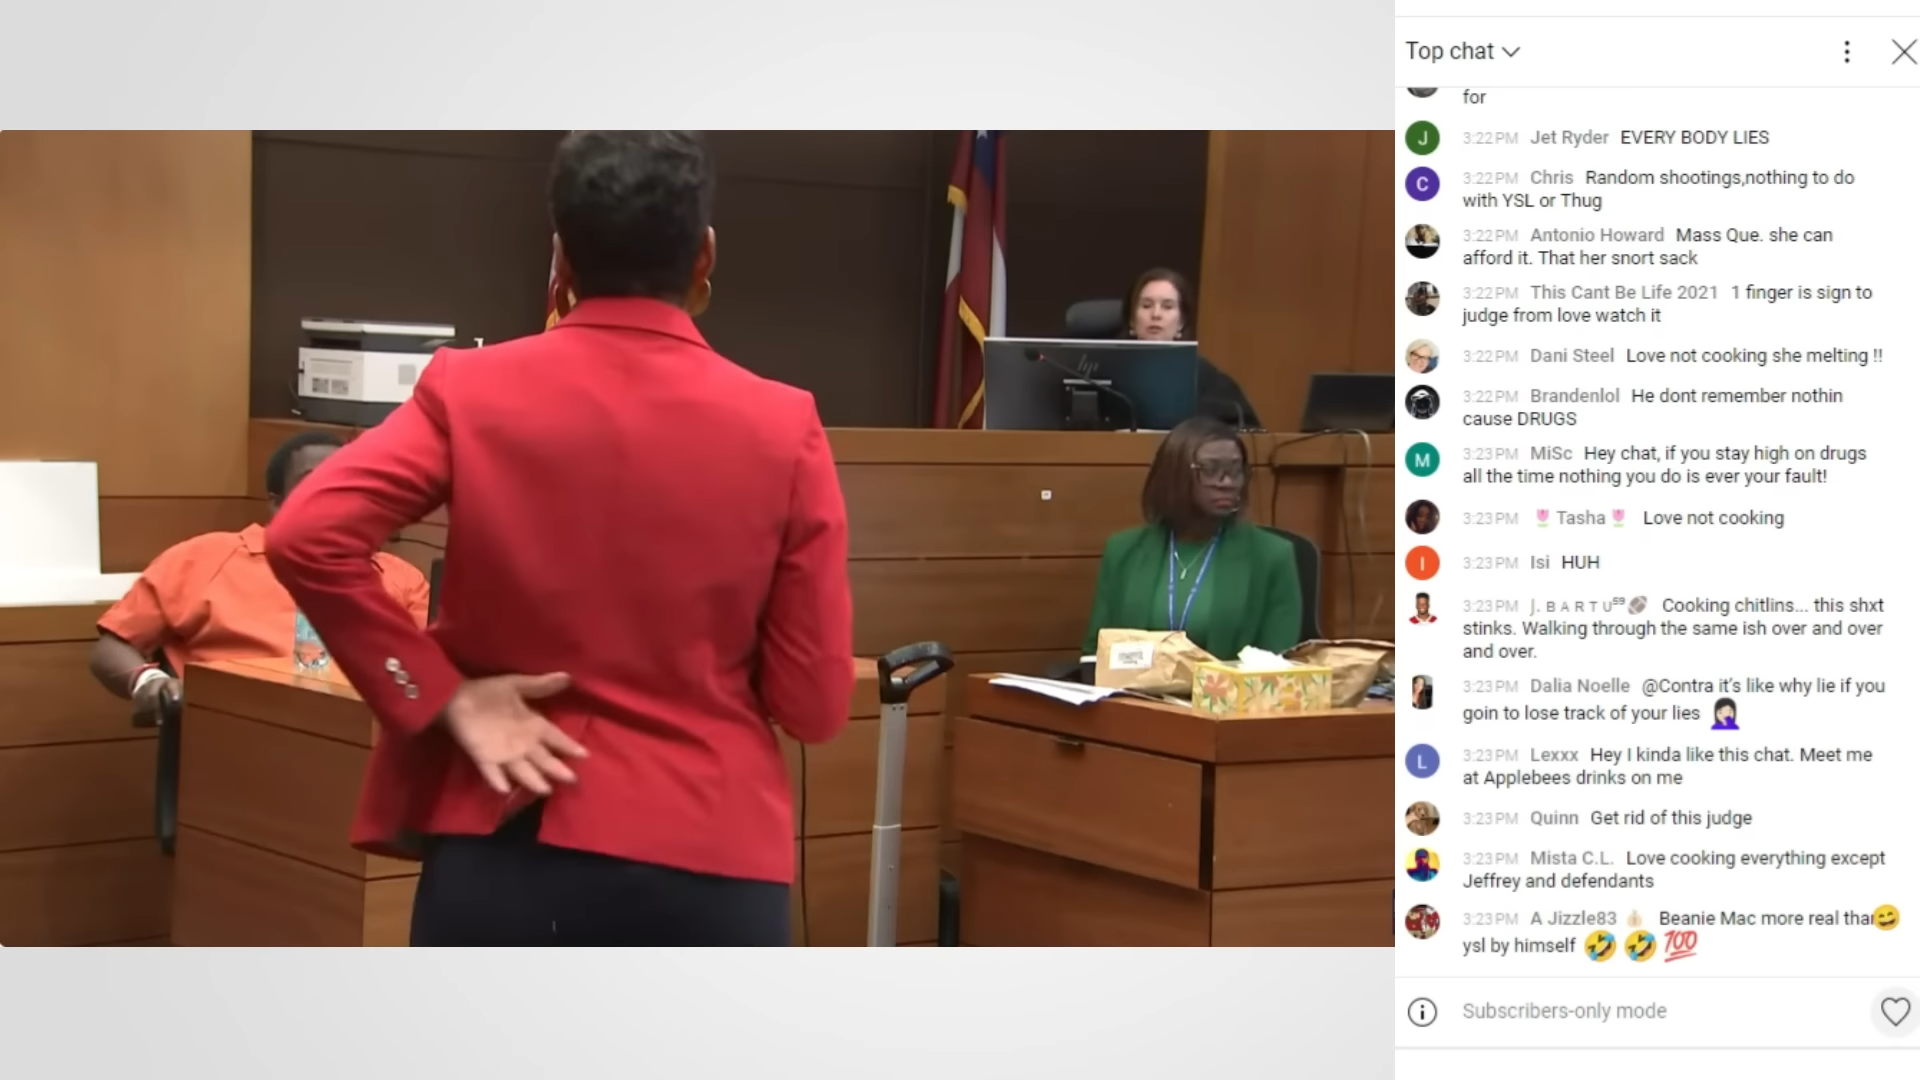 Top chat
for
3:22 PM Jet Ryder EVERY BODY LIES
3:22 PM Chris Random shootings,nothing to do
with YSL or Thug
3:22 PM Antonio Howard Mass Que. she can
afford it. That her snort sack
3:22 PM This Cant Be Life 2021 1 finger is sign to
judge from love watch it
3:22 PM Dani Steel Love not cooking she melting !!
3:22 PM Brandenlol He dont remember nothin
cause DRUGS
3:23 PM MiSc Hey chat, if you stay high on drugs
all the time nothing you do is ever your fault!
3:23 PM 🌷Tasha🌷 Love not cooking
3:23 PM Isi HUH
3:23 PM J. ʙ ᴀ ʀ ᴛ ᴜ⁵⁹🏈 Cooking chitlins... this shxt
stinks. Walking through the same ish over and over
and over.
3:23 PM Dalia Noelle @Contra it's like why lie if you
goin to lose track of your lies 🤦🏻‍♀️
3:23 PM Lexxx Hey I kinda like this chat. Meet me
at Applebees drinks on me
3:23 PM Quinn Get rid of this judge
3:23 PM Mista C.L. Love cooking everything except
Jeffrey and defendants
3:23 PM A Jizzle83 👍🏻 Beanie Mac more real than
ysl by himself 🤣 🤣 💯
Subscribers-only mode
hp
J
C
M
I
L